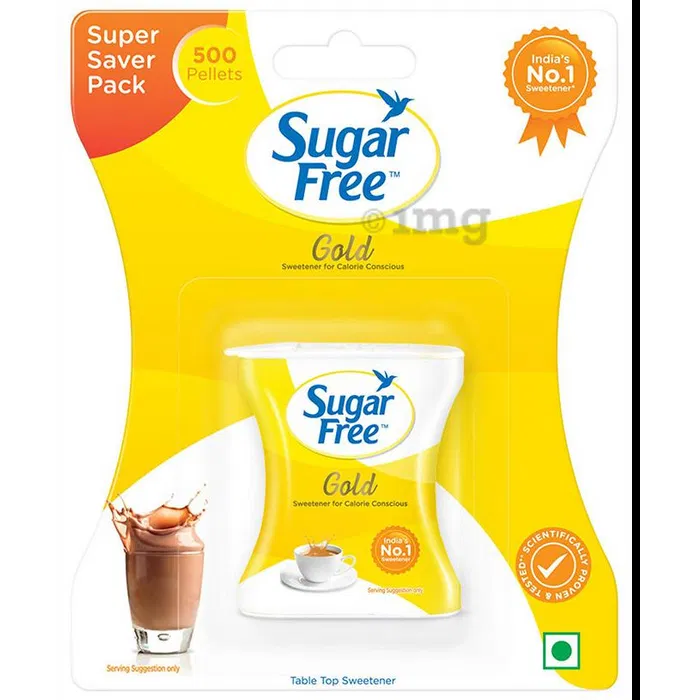 Super
Saver
Pack
500
Pellets
India's
No.1
Sweetener*
Sugar
Free™
©1mg
Gold
Sweetener for Calorie Conscious
Sugar
Free™
Gold
Sweetener for Calorie Conscious
India's
No.1
Sweetener
Serving Suggestion only
SCIENTIFICALLY
PROVEN & TESTED**
Serving Suggestion only
Table Top Sweetener